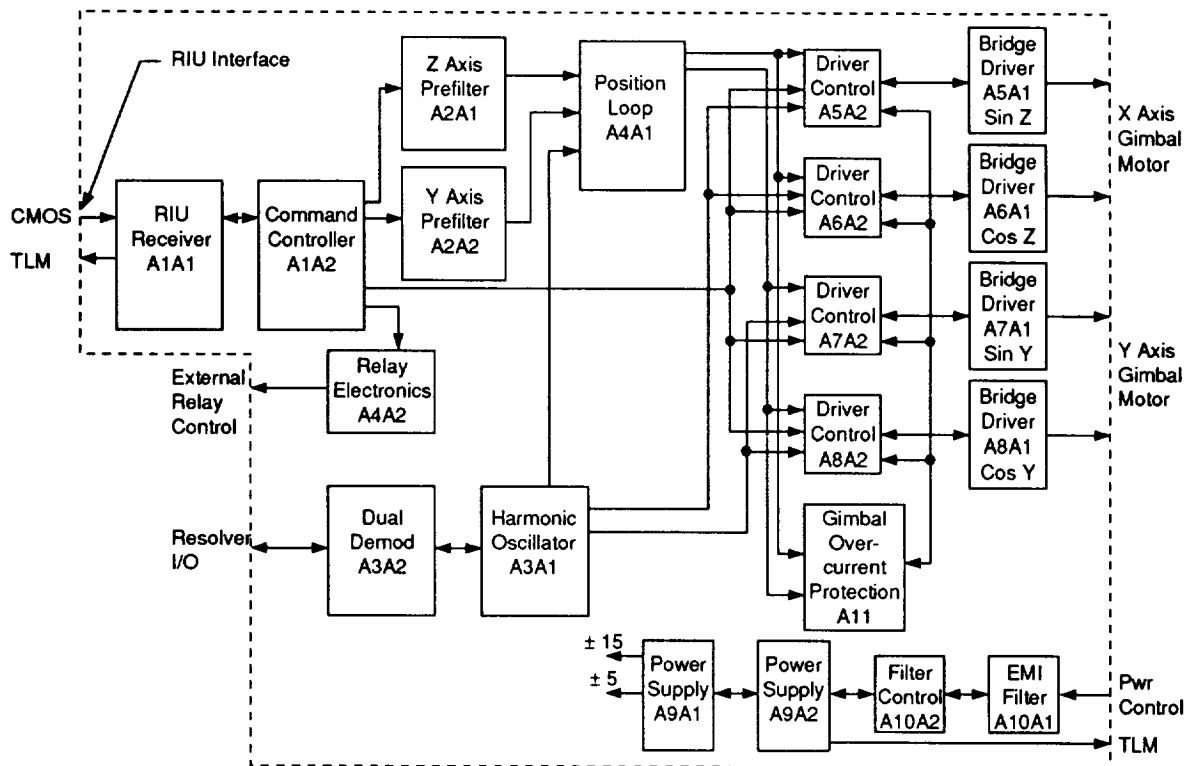 RIU Interface
CMOS
TLM
RIU
Receiver
A1A1
Command
Controller
A1A2
Z Axis
Prefilter
A2A1
Y Axis
Prefilter
A2A2
Position
Loop
A4A1
Relay
Electronics
A4A2
External
Relay
Control
Resolver
I/O
Dual
Demod
A3A2
Harmonic
Oscillator
A3A1
Driver
Control
A5A2
Driver
Control
A6A2
Driver
Control
A7A2
Driver
Control
A8A2
Gimbal
Over-
current
Protection
A11
Bridge
Driver
A5A1
Sin Z
Bridge
Driver
A6A1
Cos Z
Bridge
Driver
A7A1
Sin Y
Bridge
Driver
A8A1
Cos Y
X Axis
Gimbal
Motor
Y Axis
Gimbal
Motor
± 15
± 5
Power
Supply
A9A1
Power
Supply
A9A2
Filter
Control
A10A2
EMI
Filter
A10A1
Pwr
Control
TLM